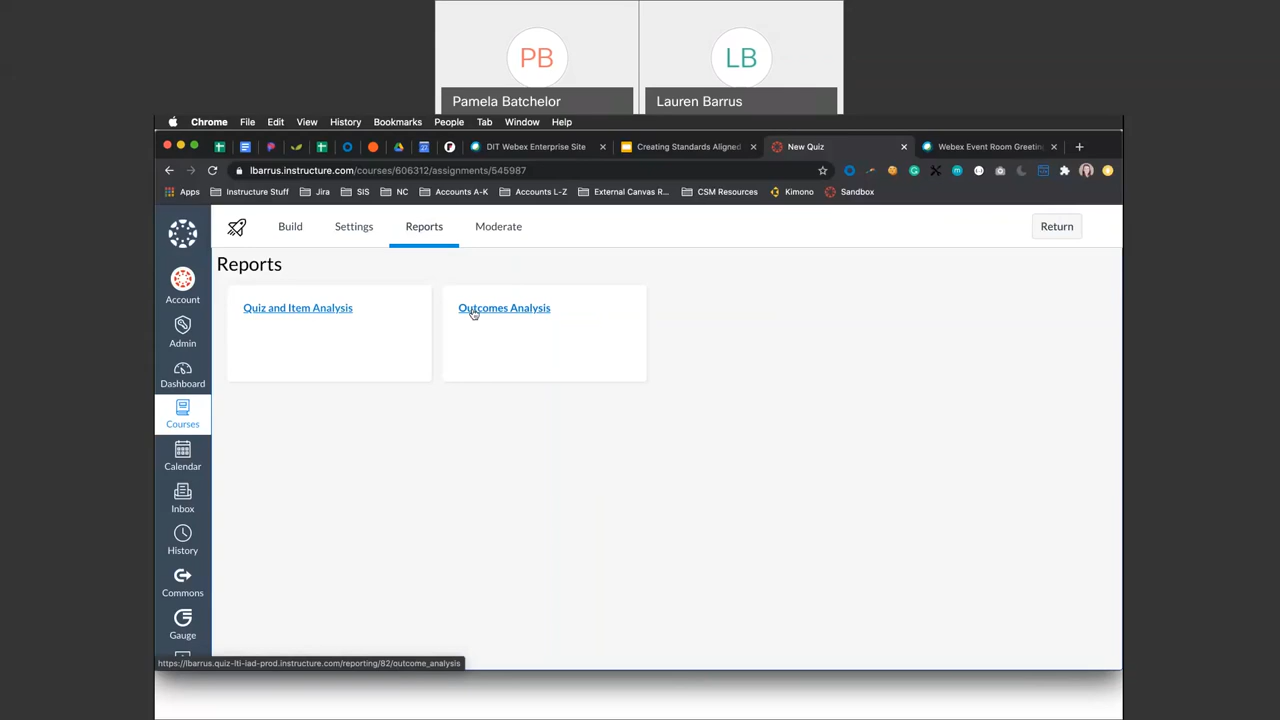 PB
LB
Pamela Batchelor
Lauren Barrus
Chrome File Edit View History Bookmarks People Tab Window Help
DIT Webex Enterprise Site
Creating Standards Aligned
New Quiz
Webex Event Room Greeting
lbarrus.instructure.com/courses/606312/assignments/545987
Apps Instructure Stuff Jira SIS NC Accounts A-K Accounts L-Z External Canvas R... CSM Resources Kimono Sandbox
Build Settings Reports Moderate Return
Reports
Quiz and Item Analysis
Outcomes Analysis
Account
Admin
Dashboard
Courses
Calendar
Inbox
History
Commons
Gauge
https://lbarrus.quiz-lti-iad-prod.instructure.com/reporting/82/outcome_analysis